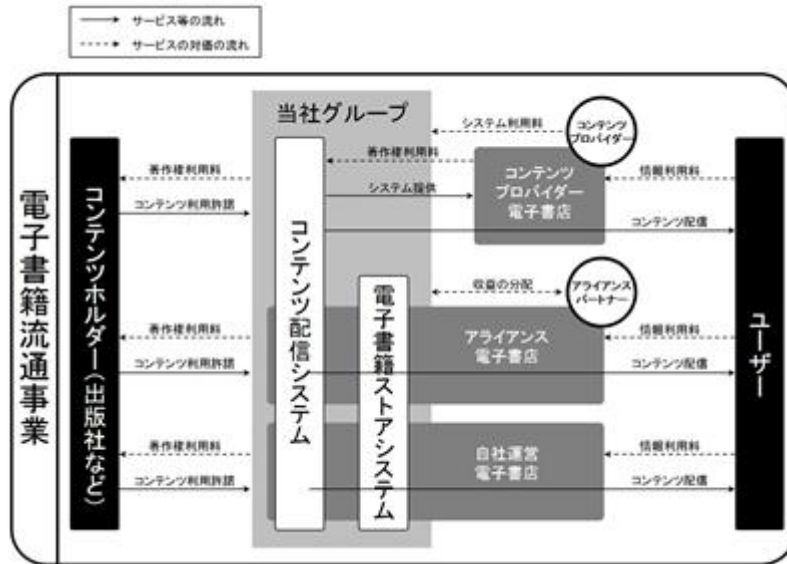 サービス等の流れ
サービスの対価の流れ
電子書籍流通事業
当社グループ
コンテンツホルダー(出版社など)
コンテンツ配信システム
電子書籍ストアシステム
ユーザー
システム利用料
コンテンツ
プロバイダー
著作権利用料
著作権利用料
コンテンツ
プロバイダー
電子書店
情報利用料
システム提供
コンテンツ利用許諾
コンテンツ配信
収益の分配
アライアンス
パートナー
著作権利用料
アライアンス
電子書店
情報利用料
コンテンツ利用許諾
コンテンツ配信
著作権利用料
自社運営
電子書店
情報利用料
コンテンツ利用許諾
コンテンツ配信